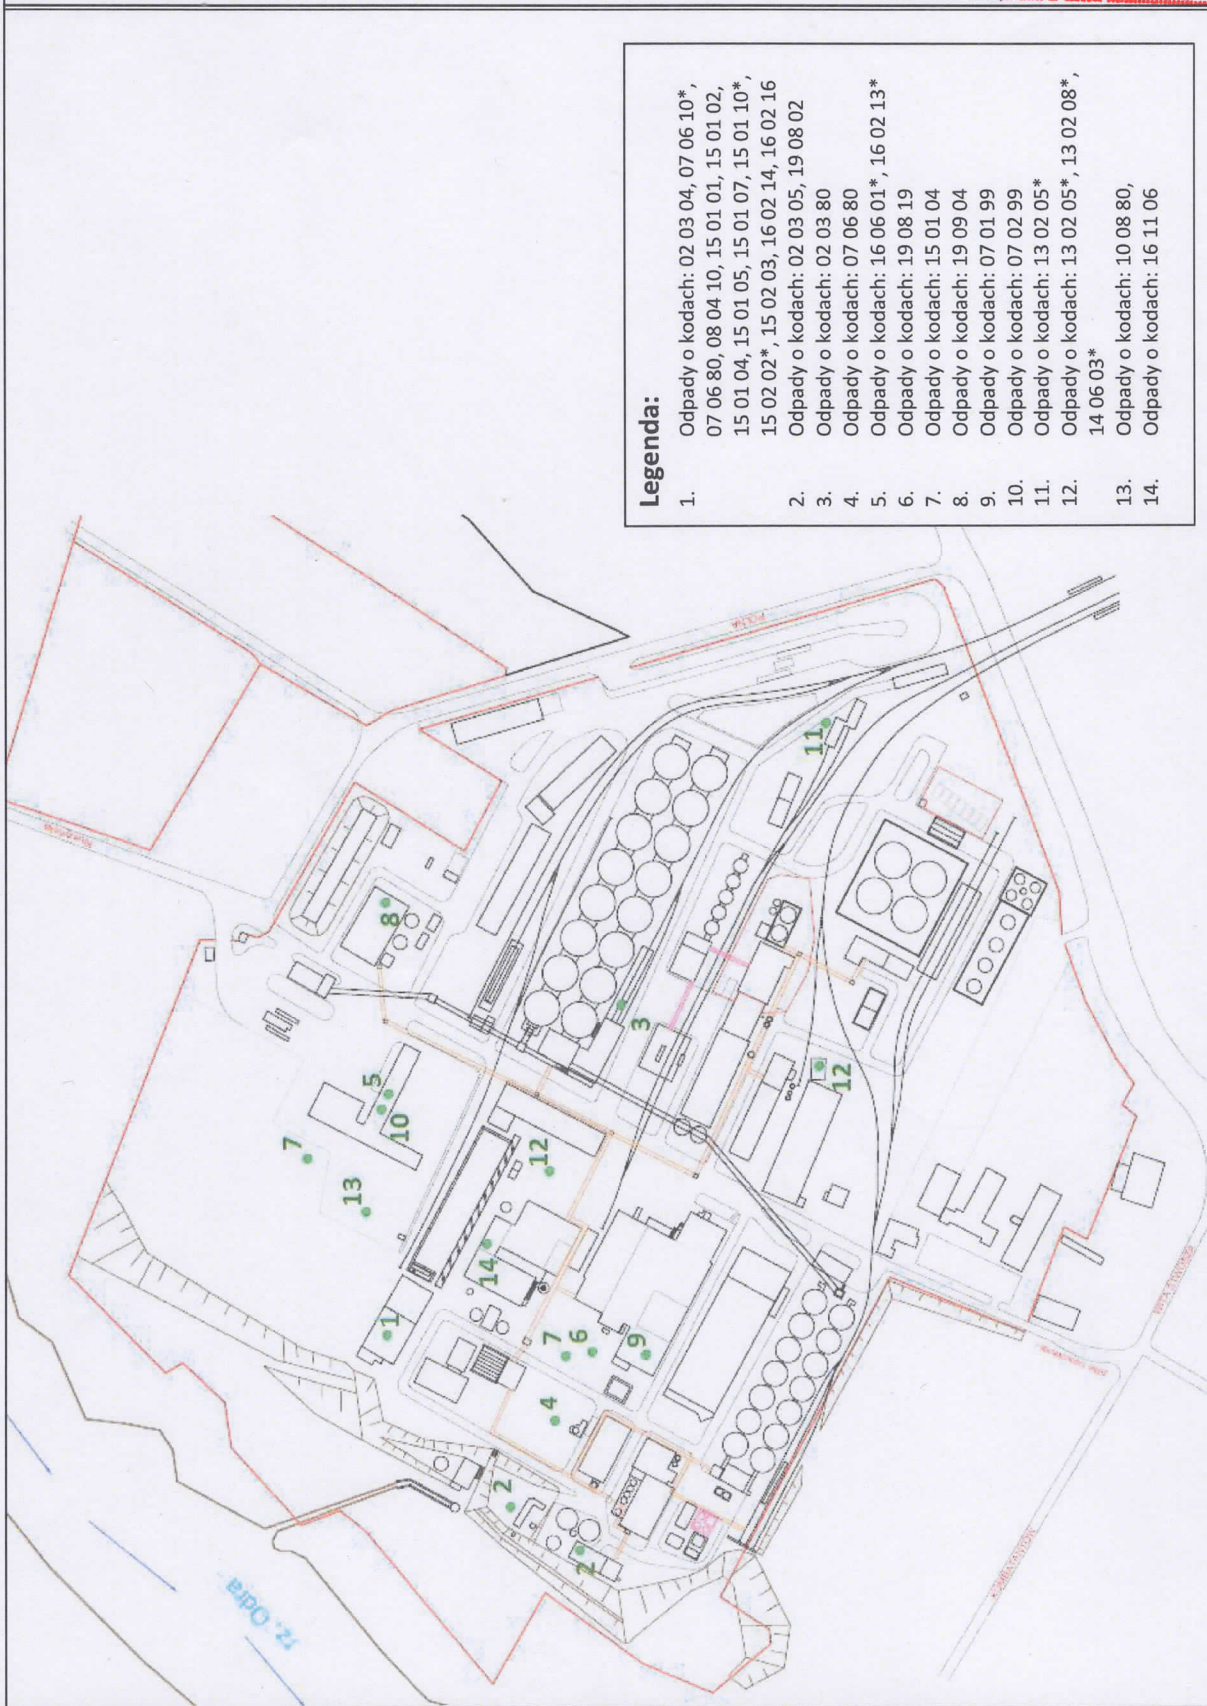 Legenda:
1. Odpady o kodach: 02 03 04, 07 06 10*,
07 06 80, 08 04 10, 15 01 01, 15 01 02,
15 01 04, 15 01 05, 15 01 07, 15 01 10*,
15 02 02*, 15 02 03, 16 02 14, 16 02 16
2. Odpady o kodach: 02 03 05, 19 08 02
3. Odpady o kodach: 02 03 80
4. Odpady o kodach: 07 06 80
5. Odpady o kodach: 16 06 01*, 16 02 13*
6. Odpady o kodach: 19 08 19
7. Odpady o kodach: 15 01 04
8. Odpady o kodach: 19 09 04
9. Odpady o kodach: 07 01 99
10. Odpady o kodach: 07 02 99
11. Odpady o kodach: 13 02 05*
12. Odpady o kodach: 13 02 05*, 13 02 08*,
14 06 03*
13. Odpady o kodach: 10 08 80,
14. Odpady o kodach: 16 11 06
rz. Odra
POLNA
1
2
2
4
7
6
9
14
12
13
7
10
5
8
3
12
11